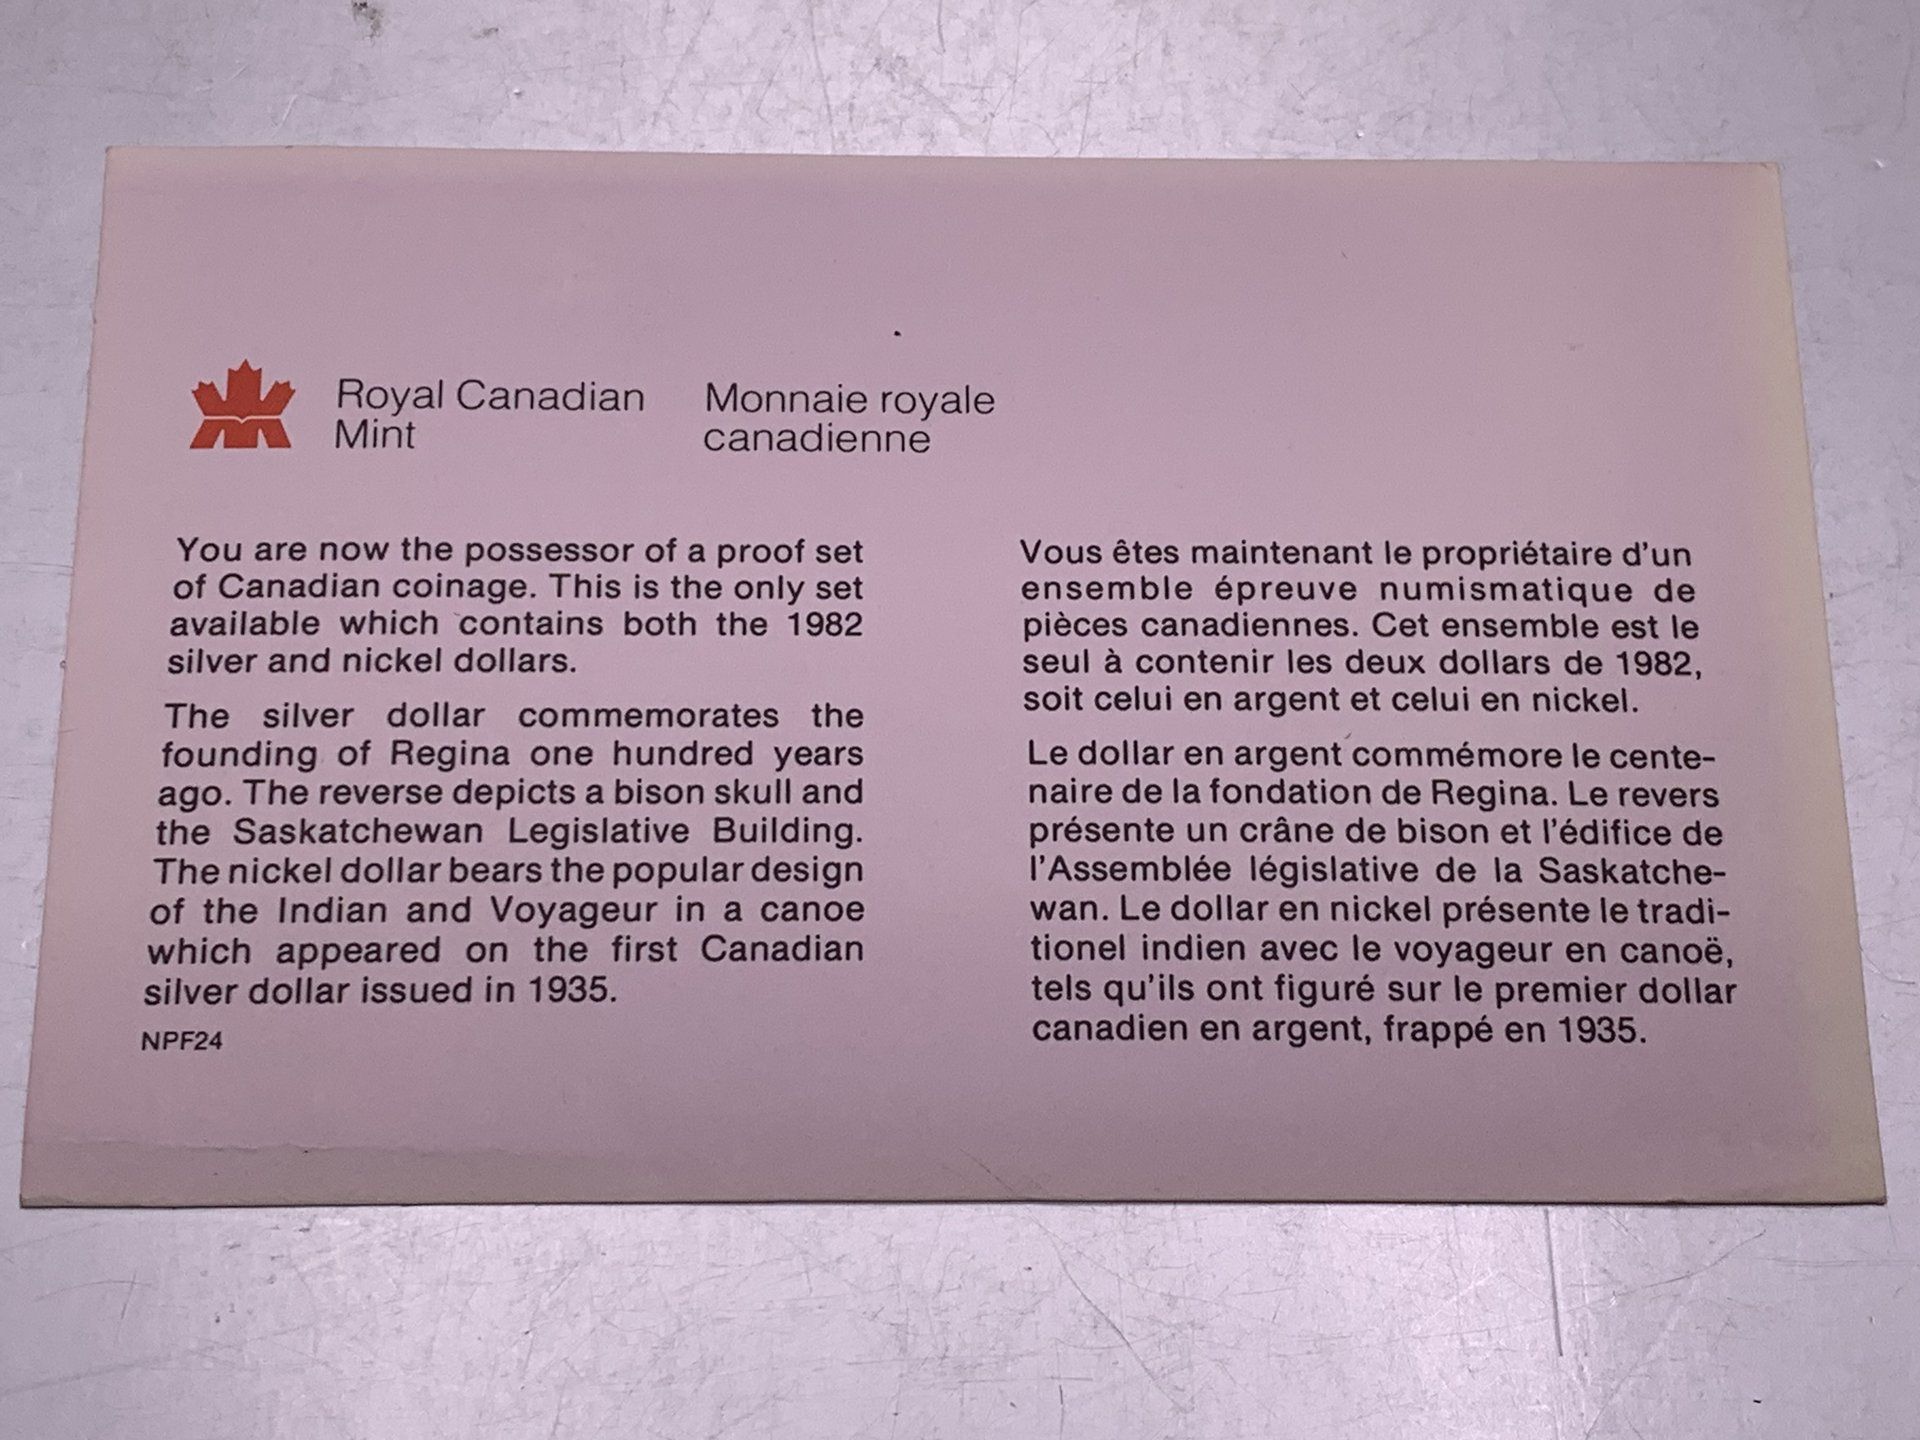 Royal Canadian
Mint
Monnaie royale
canadienne
You are now the possessor of a proof set
of Canadian coinage. This is the only set
available which contains both the 1982
silver and nickel dollars.
The silver dollar commemorates the
founding of Regina one hundred years
ago. The reverse depicts a bison skull and
the Saskatchewan Legislative Building.
The nickel dollar bears the popular design
of the Indian and Voyageur in a canoe
which appeared on the first Canadian
silver dollar issued in 1935.
NPF24
Vous êtes maintenant le propriétaire d'un
ensemble épreuve numismatique de
pièces canadiennes. Cet ensemble est le
seul à contenir les deux dollars de 1982,
soit celui en argent et celui en nickel.
Le dollar en argent commémore le cente-
naire de la fondation de Regina. Le revers
présente un crâne de bison et l'édifice de
l'Assemblée législative de la Saskatche-
wan. Le dollar en nickel présente le tradi-
tionel indien avec le voyageur en canoë,
tels qu'ils ont figuré sur le premier dollar
canadien en argent, frappé en 1935.